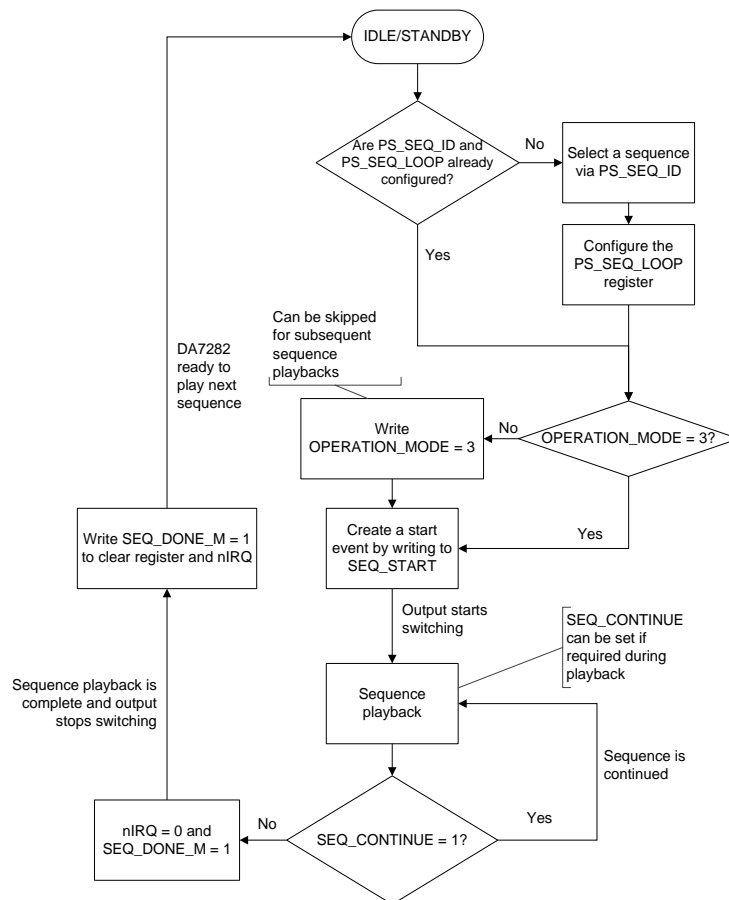 IDLE/STANDBY
Are PS_SEQ_ID and
PS_SEQ_LOOP already
configured?
No
Select a sequence
via PS_SEQ_ID
Yes
Configure the
PS_SEQ_LOOP
register
Can be skipped
for subsequent
sequence
playbacks
DA7282
ready to
play next
sequence
Write
OPERATION_MODE = 3
No
OPERATION_MODE = 3?
Write SEQ_DONE_M = 1
to clear register and nIRQ
Create a start
event by writing to
SEQ_START
Yes
Output starts
switching
SEQ_CONTINUE
can be set if
required during
playback
Sequence playback is
complete and output
stops switching
Sequence
playback
Sequence is
continued
nIRQ = 0 and
SEQ_DONE_M = 1
No
SEQ_CONTINUE = 1?
Yes